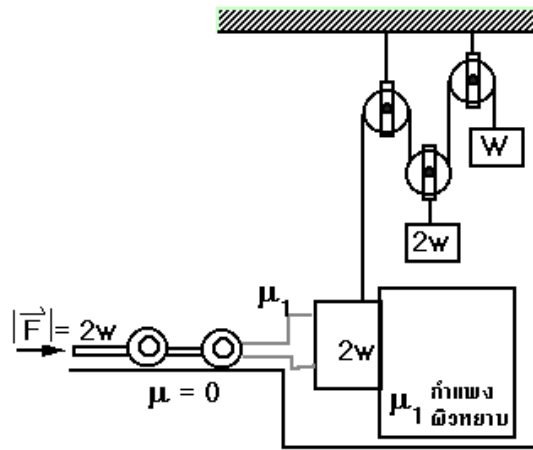 W
2w
μ₁
|F⃗| = 2w
2w
μ = 0
μ₁ กำแพง
ผิวหยาบ